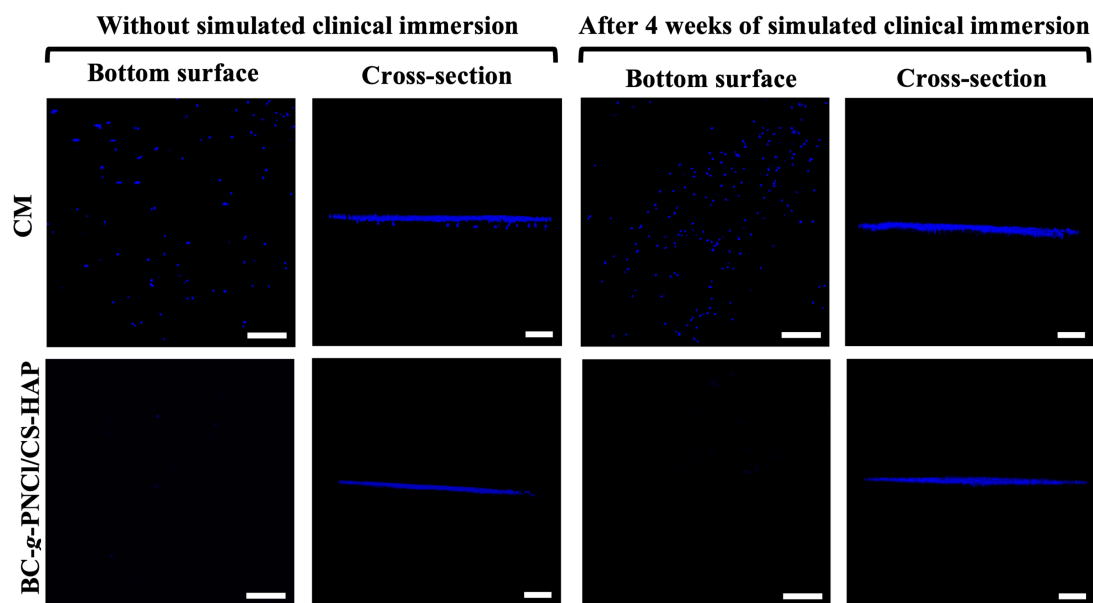 Without simulated clinical immersion
After 4 weeks of simulated clinical immersion
Bottom surface
Cross-section
Bottom surface
Cross-section
CM
BC-g-PNCl/CS-HAP